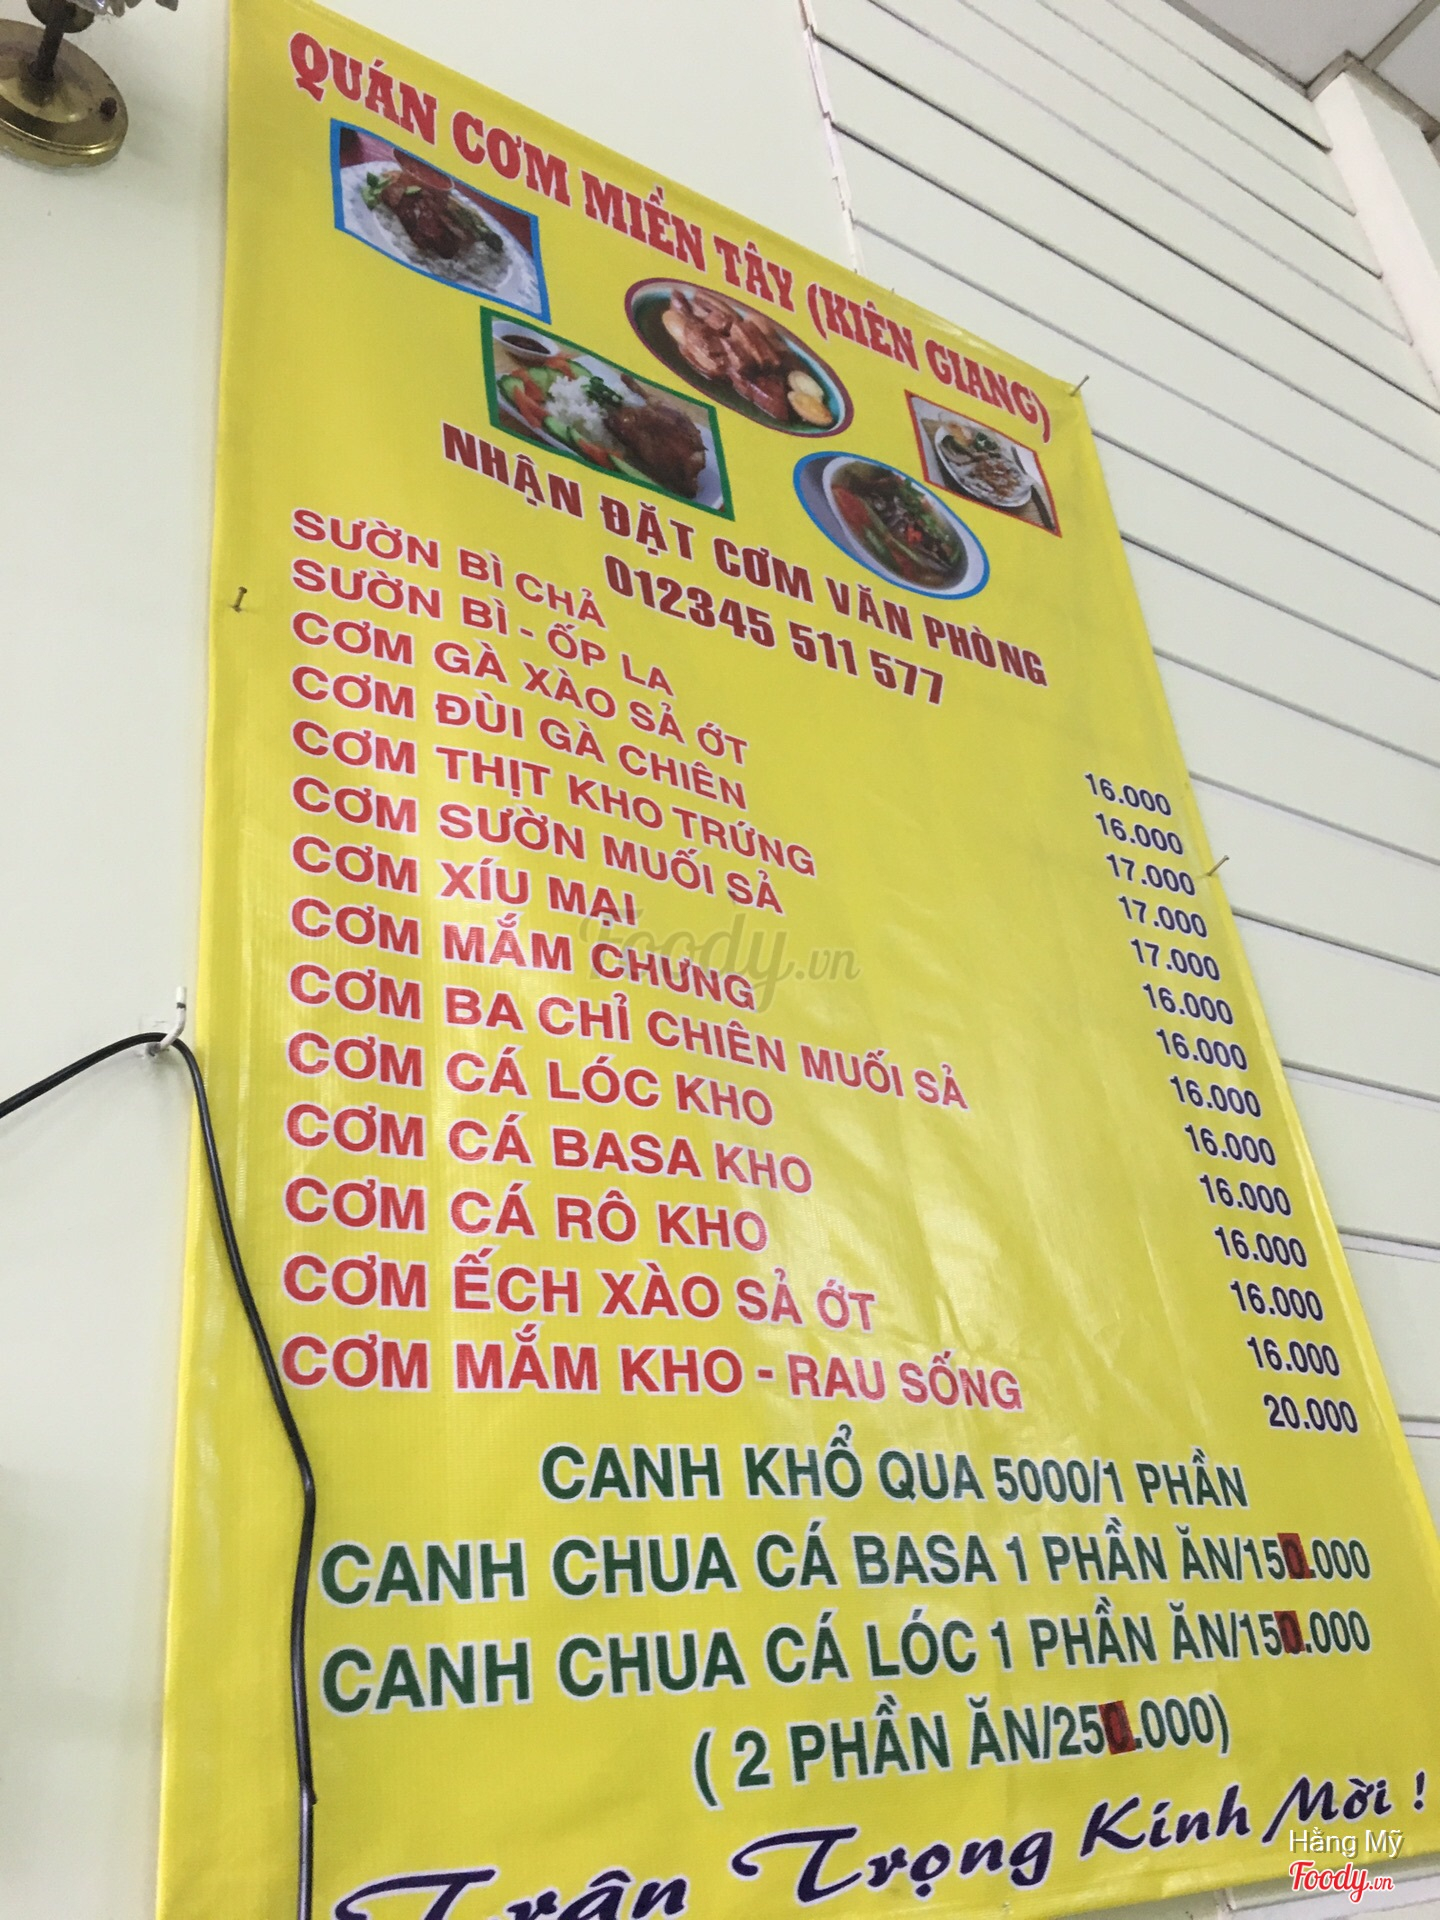 QUÁN CƠM MIỀN TÂY (KIÊN GIANG)
NHẬN ĐẶT CƠM VĂN PHÒNG
012345 511 577
SƯỜN BÌ CHẢ 16.000
SƯỜN BÌ - ỐP LA 16.000
CƠM GÀ XÀO SẢ ỚT 17.000
CƠM ĐÙI GÀ CHIÊN 17.000
CƠM THỊT KHO TRỨNG 17.000
CƠM SƯỜN MUỐI SẢ 16.000
CƠM XÍU MẠI 16.000
CƠM MẮM CHƯNG 16.000
CƠM BA CHỈ CHIÊN MUỐI SẢ 16.000
CƠM CÁ LÓC KHO 16.000
CƠM CÁ BASA KHO 16.000
CƠM CÁ RÔ KHO 16.000
CƠM ẾCH XÀO SẢ ỚT 16.000
CƠM MẮM KHO - RAU SỐNG 20.000
CANH KHỔ QUA 5000/1 PHẦN
CANH CHUA CÁ BASA 1 PHẦN ĂN/150.000
CANH CHUA CÁ LÓC 1 PHẦN ĂN/150.000
( 2 PHẦN ĂN/250.000)
Trân Trọng Kính Mời !
Foody.vn
Hằng Mỹ
Foody.vn